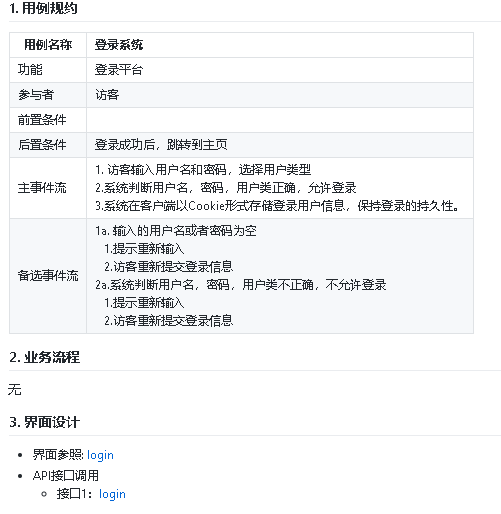 1. 用例规约
用例名称 登录系统
功能 登录平台
参与者 访客
前置条件
后置条件 登录成功后，跳转到主页
主事件流
1. 访客输入用户名和密码，选择用户类型
2.系统判断用户名，密码，用户类正确，允许登录
3.系统在客户端以Cookie形式存储登录用户信息，保持登录的持久性。
备选事件流
1a. 输入的用户名或者密码为空
1.提示重新输入
2.访客重新提交登录信息
2a.系统判断用户名，密码，用户类不正确，不允许登录
1.提示重新输入
2.访客重新提交登录信息
2. 业务流程
无
3. 界面设计
• 界面参照: login
• API接口调用
○ 接口1：login